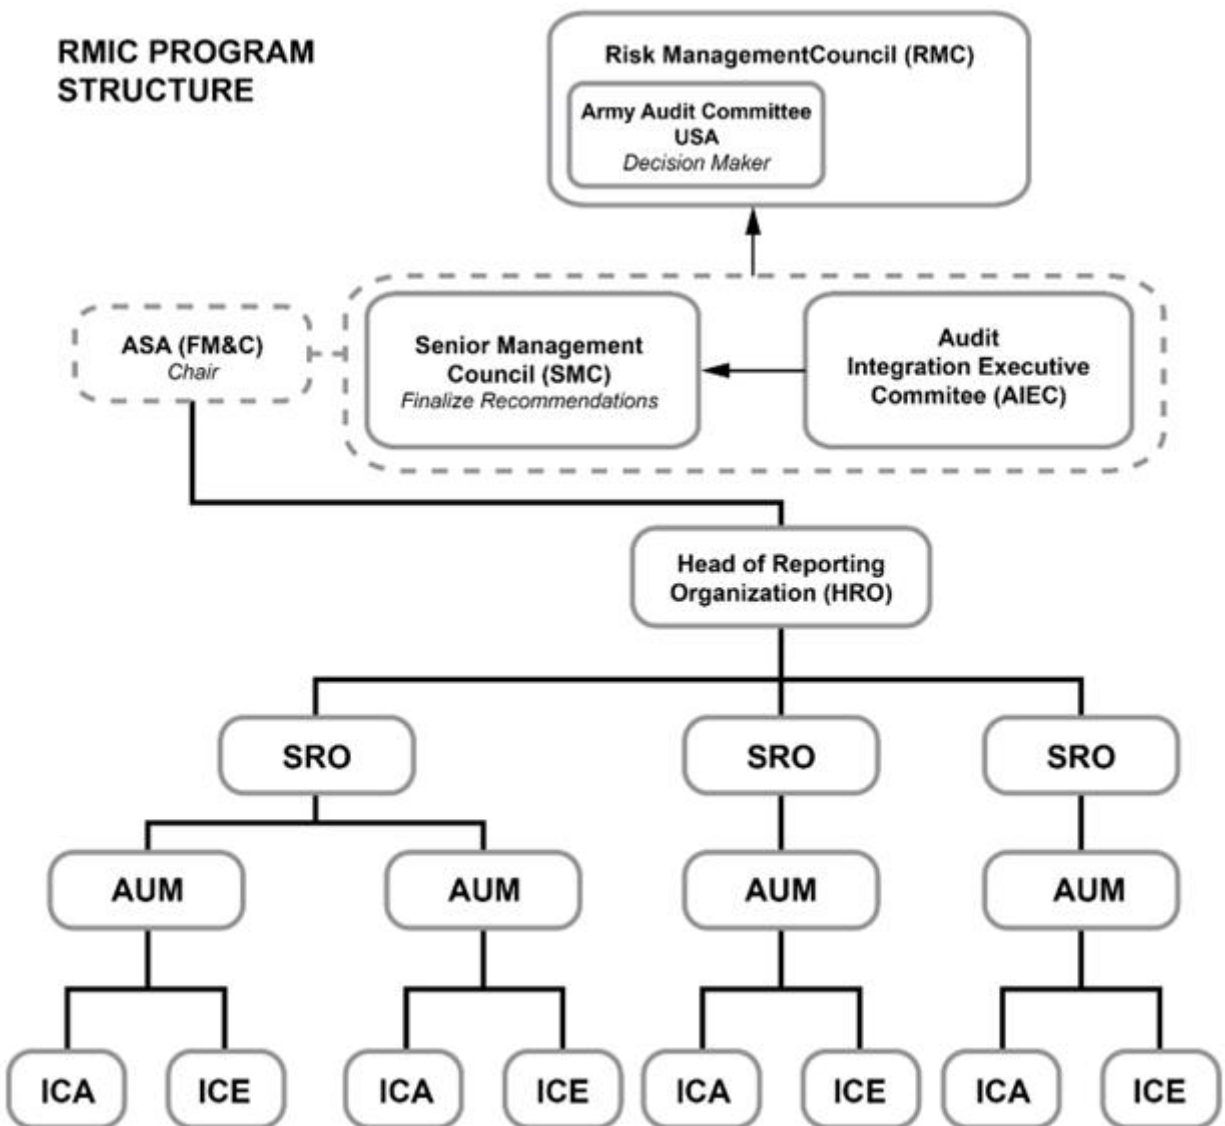 RMIC PROGRAM
STRUCTURE
Risk ManagementCouncil (RMC)
Army Audit Committee
USA
Decision Maker
ASA (FM&C)
Chair
Senior Management
Council (SMC)
Finalize Recommendations
Audit
Integration Executive
Commitee (AIEC)
Head of Reporting
Organization (HRO)
SRO
SRO
SRO
AUM
AUM
AUM
AUM
ICA
ICE
ICA
ICE
ICA
ICE
ICA
ICE